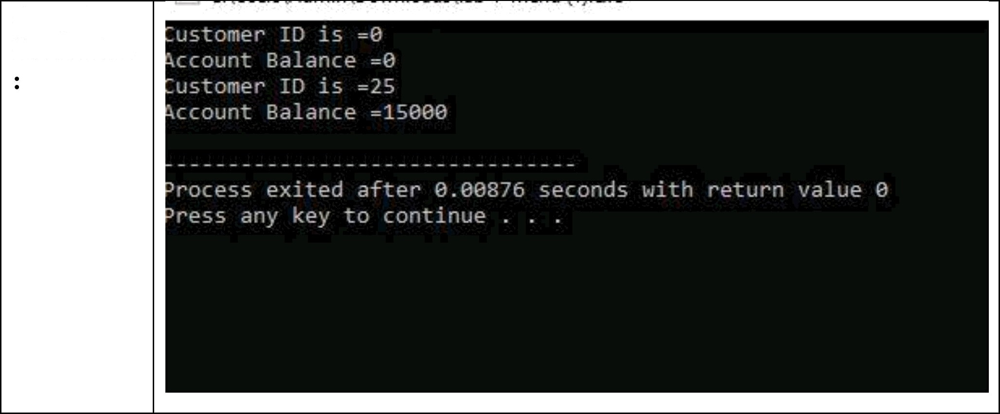 :
Customer ID is =0
Account Balance =0
Customer ID is =25
Account Balance =15000
--------------------------------
Process exited after 0.00876 seconds with return value 0
Press any key to continue . . .